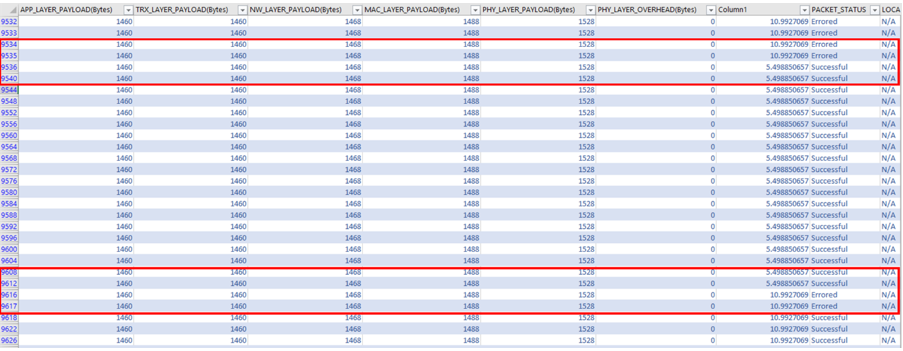 APP_LAYER_PAYLOAD(Bytes) TRX_LAYER_PAYLOAD(Bytes) NW_LAYER_PAYLOAD(Bytes) MAC_LAYER_PAYLOAD(Bytes) PHY_LAYER_PAYLOAD(Bytes) PHY_LAYER_OVERHEAD(Bytes) Column1 PACKET_STATUS LOCA
9532 1460 1460 1468 1488 1528 0 10.9927069 Errored N/A
9533 1460 1460 1468 1488 1528 0 10.9927069 Errored N/A
9534 1460 1460 1468 1488 1528 0 10.9927069 Errored N/A
9535 1460 1460 1468 1488 1528 0 10.9927069 Errored N/A
9536 1460 1460 1468 1488 1528 0 5.498850657 Successful N/A
9540 1460 1460 1468 1488 1528 0 5.498850657 Successful N/A
9544 1460 1460 1468 1488 1528 0 5.498850657 Successful N/A
9548 1460 1460 1468 1488 1528 0 5.498850657 Successful N/A
9552 1460 1460 1468 1488 1528 0 5.498850657 Successful N/A
9556 1460 1460 1468 1488 1528 0 5.498850657 Successful N/A
9560 1460 1460 1468 1488 1528 0 5.498850657 Successful N/A
9564 1460 1460 1468 1488 1528 0 5.498850657 Successful N/A
9568 1460 1460 1468 1488 1528 0 5.498850657 Successful N/A
9572 1460 1460 1468 1488 1528 0 5.498850657 Successful N/A
9576 1460 1460 1468 1488 1528 0 5.498850657 Successful N/A
9580 1460 1460 1468 1488 1528 0 5.498850657 Successful N/A
9584 1460 1460 1468 1488 1528 0 5.498850657 Successful N/A
9588 1460 1460 1468 1488 1528 0 5.498850657 Successful N/A
9592 1460 1460 1468 1488 1528 0 5.498850657 Successful N/A
9596 1460 1460 1468 1488 1528 0 5.498850657 Successful N/A
9600 1460 1460 1468 1488 1528 0 5.498850657 Successful N/A
9604 1460 1460 1468 1488 1528 0 5.498850657 Successful N/A
9608 1460 1460 1468 1488 1528 0 5.498850657 Successful N/A
9612 1460 1460 1468 1488 1528 0 5.498850657 Successful N/A
9616 1460 1460 1468 1488 1528 0 10.9927069 Errored N/A
9617 1460 1460 1468 1488 1528 0 10.9927069 Errored N/A
9618 1460 1460 1468 1488 1528 0 10.9927069 Successful N/A
9622 1460 1460 1468 1488 1528 0 10.9927069 Successful N/A
9626 1460 1460 1468 1488 1528 0 10.9927069 Successful N/A